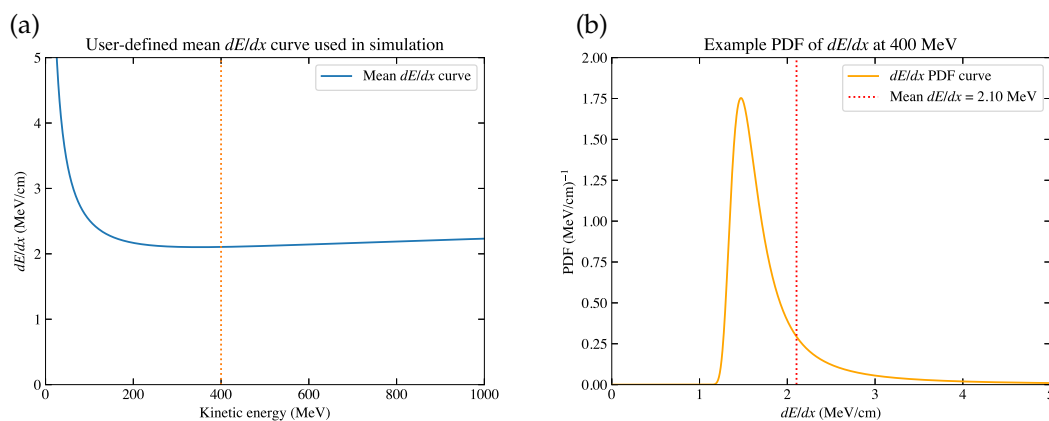 (a)
User-defined mean dE/dx curve used in simulation
Mean dE/dx curve
dE/dx (MeV/cm)
5
4
3
2
1
0
0 200 400 600 800 1000
Kinetic energy (MeV)
(b)
Example PDF of dE/dx at 400 MeV
dE/dx PDF curve
Mean dE/dx = 2.10 MeV
PDF (MeV/cm)⁻¹
2.00
1.75
1.50
1.25
1.00
0.75
0.50
0.25
0.00
0 1 2 3 4 5
dE/dx (MeV/cm)